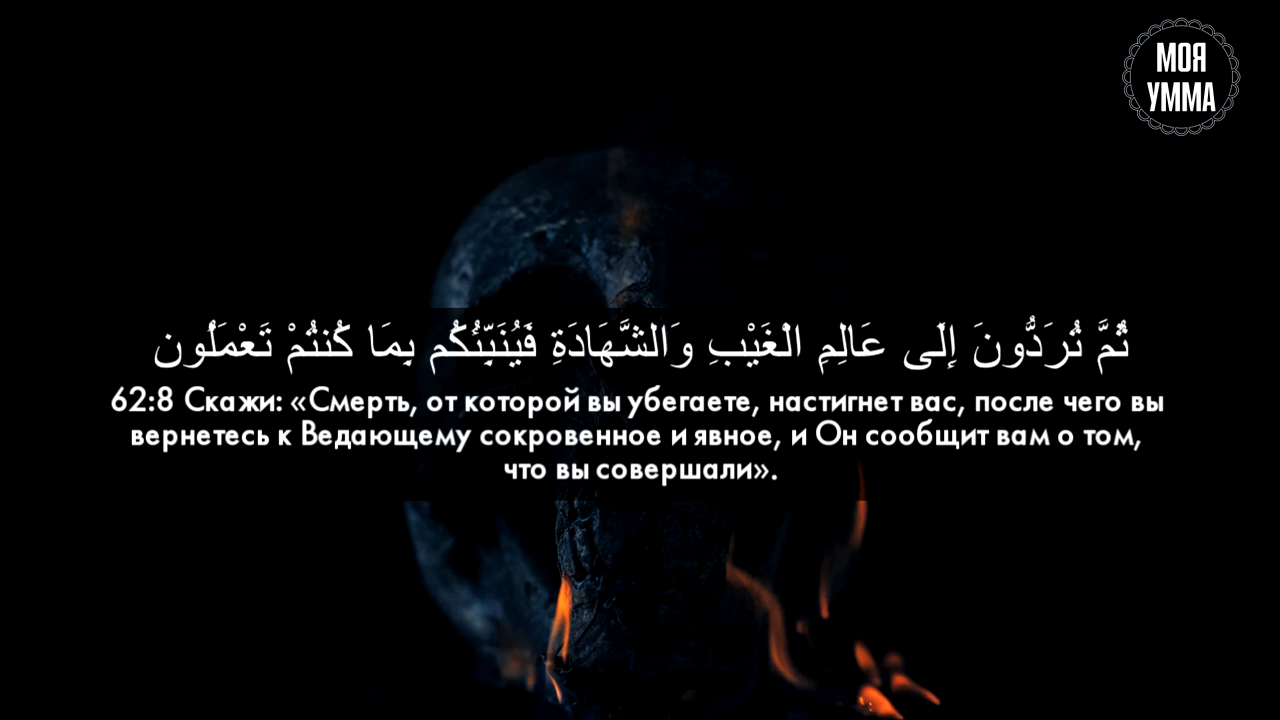 МОЯ
УММА
ثُمَّ تُرَدُّونَ إِلَى عَالِمِ الْغَيْبِ وَالشَّهَادَةِ فَيُنَبِّئُكُم بِمَا كُنتُمْ تَعْمَلُون
62:8 Скажи: «Смерть, от которой вы убегаете, настигнет вас, после чего вы
вернетесь к Ведающему сокровенное и явное, и Он сообщит вам о том,
что вы совершали».